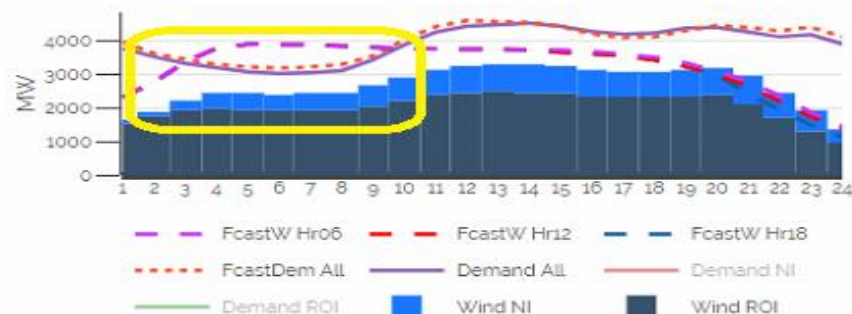 4000
3000
MW
2000
1000
0
1 2 3 4 5 6 7 8 9 10 11 12 13 14 15 16 17 18 19 20 21 22 23 24
FcastW Hr06 FcastW Hr12 FcastW Hr18
FcastDem All Demand All Demand NI
Demand ROI Wind NI Wind ROI